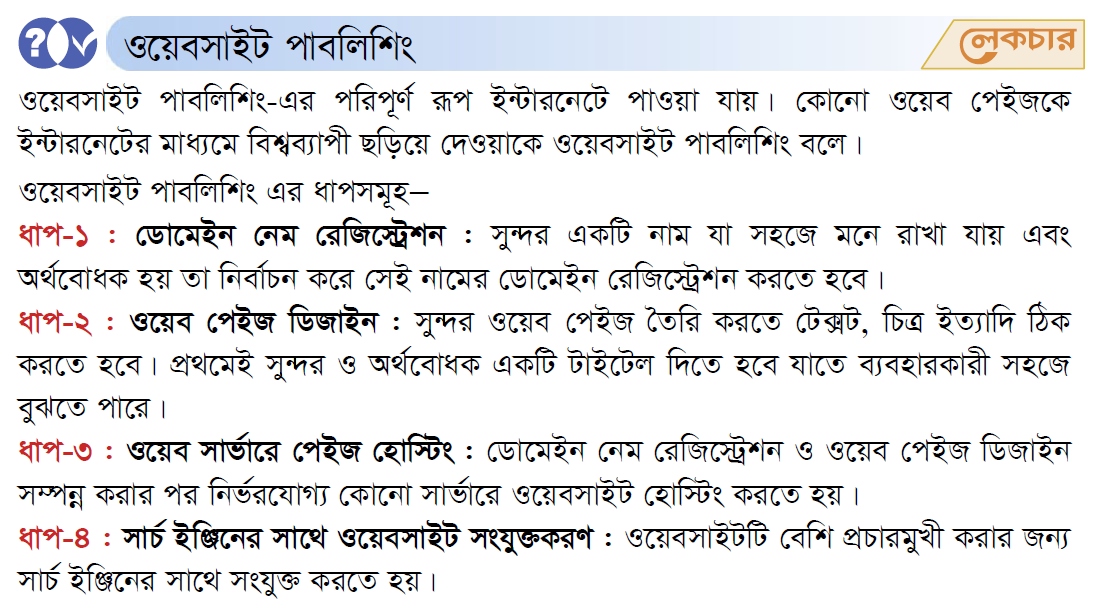 ওয়েবসাইট পাবলিশিং
লেকচার
ওয়েবসাইট পাবলিশিং-এর পরিপূর্ণ রূপ ইন্টারনেটে পাওয়া যায়। কোনো ওয়েব পেইজকে
ইন্টারনেটের মাধ্যমে বিশ্বব্যাপী ছড়িয়ে দেওয়াকে ওয়েবসাইট পাবলিশিং বলে।
ওয়েবসাইট পাবলিশিং এর ধাপসমূহ–
ধাপ-১ : ডোমেইন নেম রেজিস্ট্রেশন : সুন্দর একটি নাম যা সহজে মনে রাখা যায় এবং
অর্থবোধক হয় তা নির্বাচন করে সেই নামের ডোমেইন রেজিস্ট্রেশন করতে হবে।
ধাপ-২ : ওয়েব পেইজ ডিজাইন : সুন্দর ওয়েব পেইজ তৈরি করতে টেক্সট, চিত্র ইত্যাদি ঠিক
করতে হবে। প্রথমেই সুন্দর ও অর্থবোধক একটি টাইটেল দিতে হবে যাতে ব্যবহারকারী সহজে
বুঝতে পারে।
ধাপ-৩ : ওয়েব সার্ভারে পেইজ হোস্টিং : ডোমেইন নেম রেজিস্ট্রেশন ও ওয়েব পেইজ ডিজাইন
সম্পন্ন করার পর নির্ভরযোগ্য কোনো সার্ভারে ওয়েবসাইট হোস্টিং করতে হয়।
ধাপ-৪ : সার্চ ইঞ্জিনের সাথে ওয়েবসাইট সংযুক্তকরণ : ওয়েবসাইটটি বেশি প্রচারমুখী করার জন্য
সার্চ ইঞ্জিনের সাথে সংযুক্ত করতে হয়।